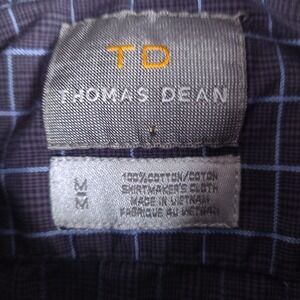 TD
THOMAS DEAN
M
M
100%COTTON/COTON
SHIRTMAKER'S CLOTH
MADE IN VIETNAM
FABRIQUE AU VIETNAM